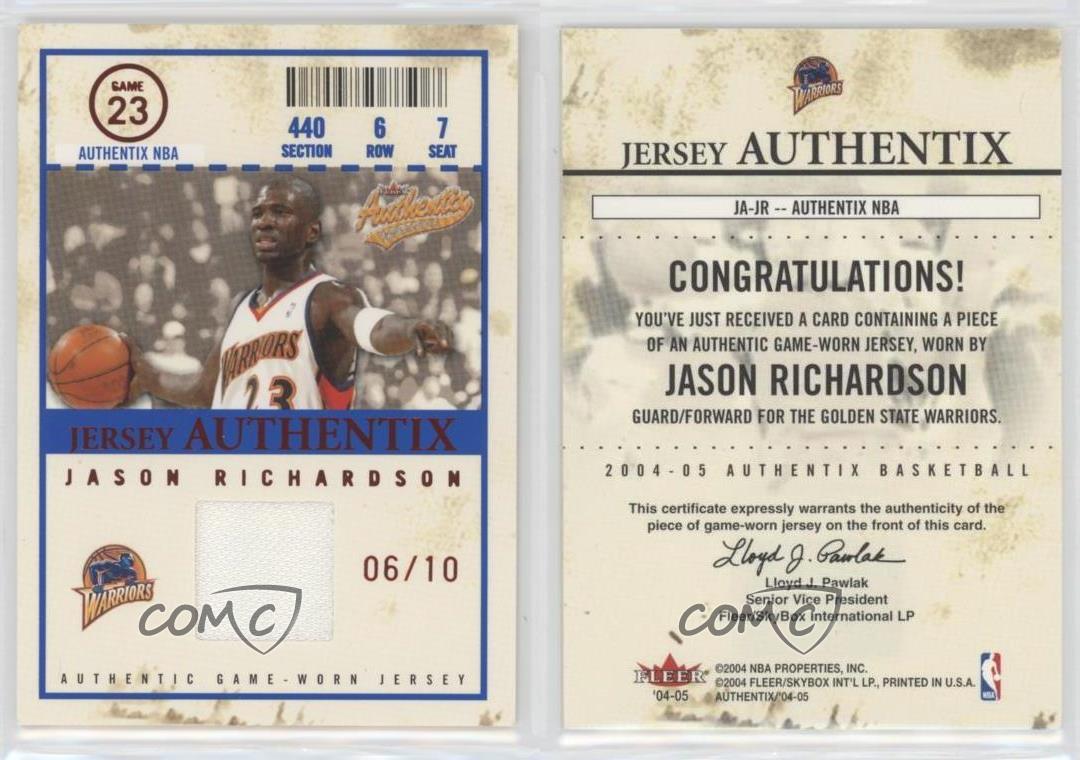 GAME
23
AUTHENTIX NBA
440 6 7
SECTION ROW SEAT
FLEER
Authentix
WARRIORS
23
JERSEY AUTHENTIX
JASON RICHARDSON
WARRIORS
06/10
COMC
AUTHENTIC GAME-WORN JERSEY
WARRIORS
JERSEY AUTHENTIX
JA-JR -- AUTHENTIX NBA
CONGRATULATIONS!
YOU'VE JUST RECEIVED A CARD CONTAINING A PIECE
OF AN AUTHENTIC GAME-WORN JERSEY, WORN BY
JASON RICHARDSON
GUARD/FORWARD FOR THE GOLDEN STATE WARRIORS.
2004-05 AUTHENTIX BASKETBALL
This certificate expressly warrants the authenticity of the
piece of game-worn jersey on the front of this card.
Lloyd J. Pawlak
Lloyd J. Pawlak
Senior Vice President
Fleer/SkyBox International LP
COMC
FLEER
'04-05
©2004 NBA PROPERTIES, INC.
©2004 FLEER/SKYBOX INT'L LP., PRINTED IN U.S.A.
AUTHENTIX/'04-05
NBA